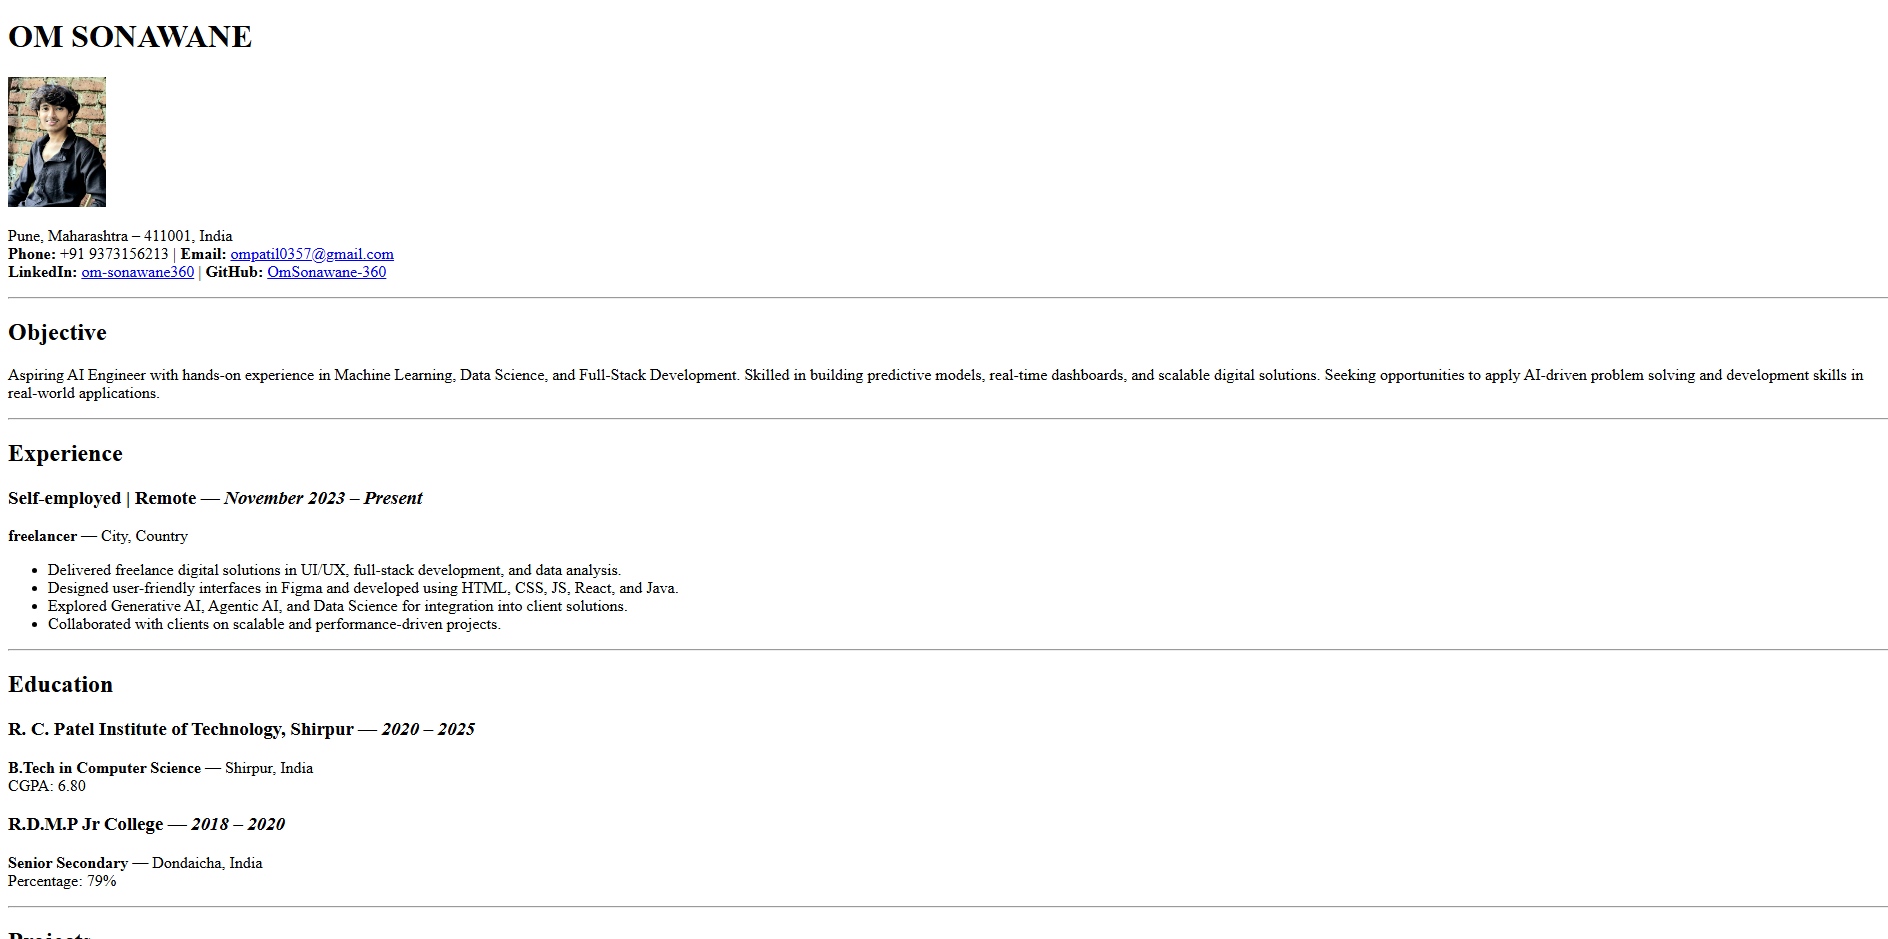 OM SONAWANE
Pune, Maharashtra – 411001, India
Phone: +91 9373156213 | Email: ompatil0357@gmail.com
LinkedIn: om-sonawane360 | GitHub: OmSonawane-360
Objective
Aspiring AI Engineer with hands-on experience in Machine Learning, Data Science, and Full-Stack Development. Skilled in building predictive models, real-time dashboards, and scalable digital solutions. Seeking opportunities to apply AI-driven problem solving and development skills in
real-world applications.
Experience
Self-employed | Remote — November 2023 – Present
freelancer — City, Country
• Delivered freelance digital solutions in UI/UX, full-stack development, and data analysis.
• Designed user-friendly interfaces in Figma and developed using HTML, CSS, JS, React, and Java.
• Explored Generative AI, Agentic AI, and Data Science for integration into client solutions.
• Collaborated with clients on scalable and performance-driven projects.
Education
R. C. Patel Institute of Technology, Shirpur — 2020 – 2025
B.Tech in Computer Science — Shirpur, India
CGPA: 6.80
R.D.M.P Jr College — 2018 – 2020
Senior Secondary — Dondaicha, India
Percentage: 79%
Projects